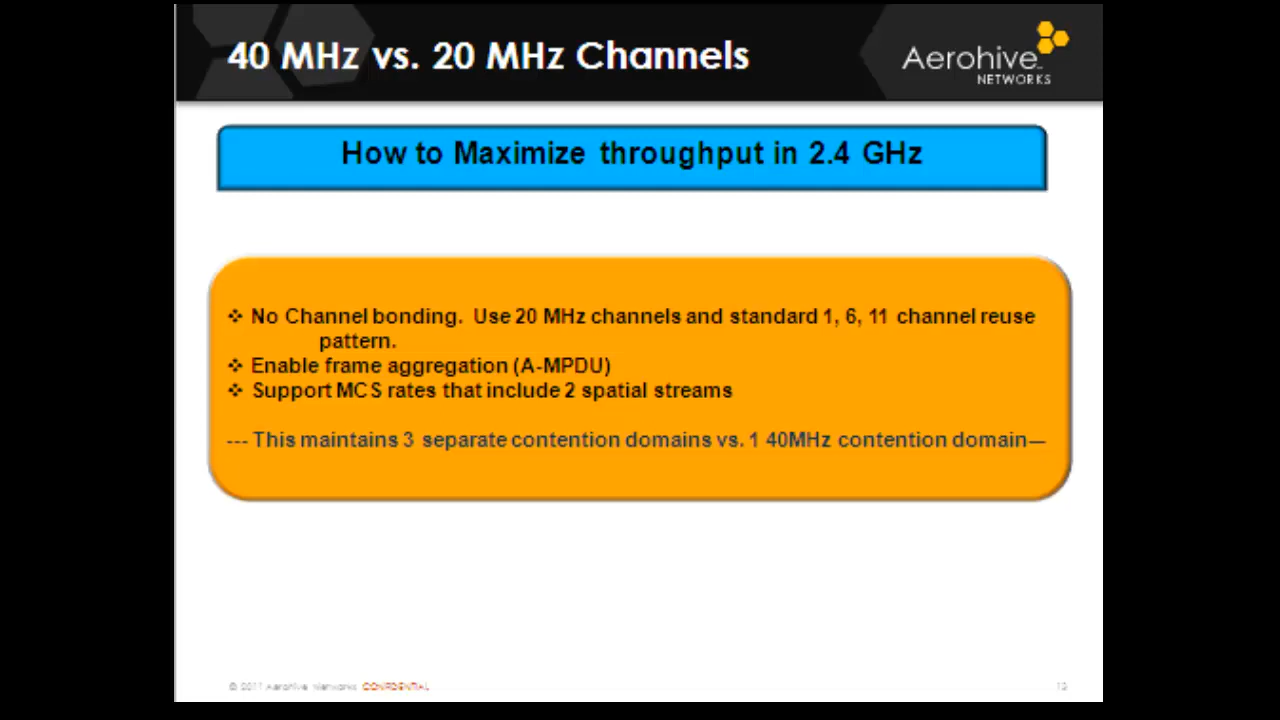 40 MHz vs. 20 MHz Channels
Aerohive
NETWORKS
How to Maximize throughput in 2.4 GHz
❖ No Channel bonding. Use 20 MHz channels and standard 1, 6, 11 channel reuse
pattern.
❖ Enable frame aggregation (A-MPDU)
❖ Support MCS rates that include 2 spatial streams
--- This maintains 3 separate contention domains vs. 1 40MHz contention domain—
© 2011 Aerohive Networks CONFIDENTIAL